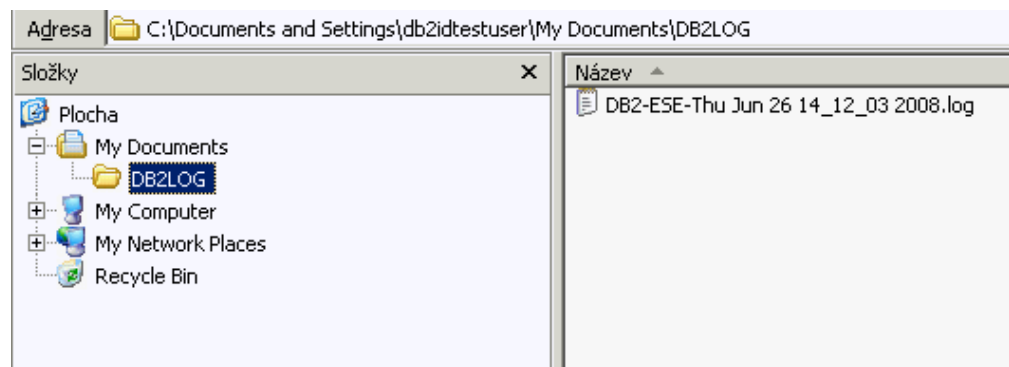 Adresa C:\Documents and Settings\db2idtestuser\My Documents\DB2LOG
Složky x
Plocha
My Documents
DB2LOG
My Computer
My Network Places
Recycle Bin
Název
DB2-ESE-Thu Jun 26 14_12_03 2008.log